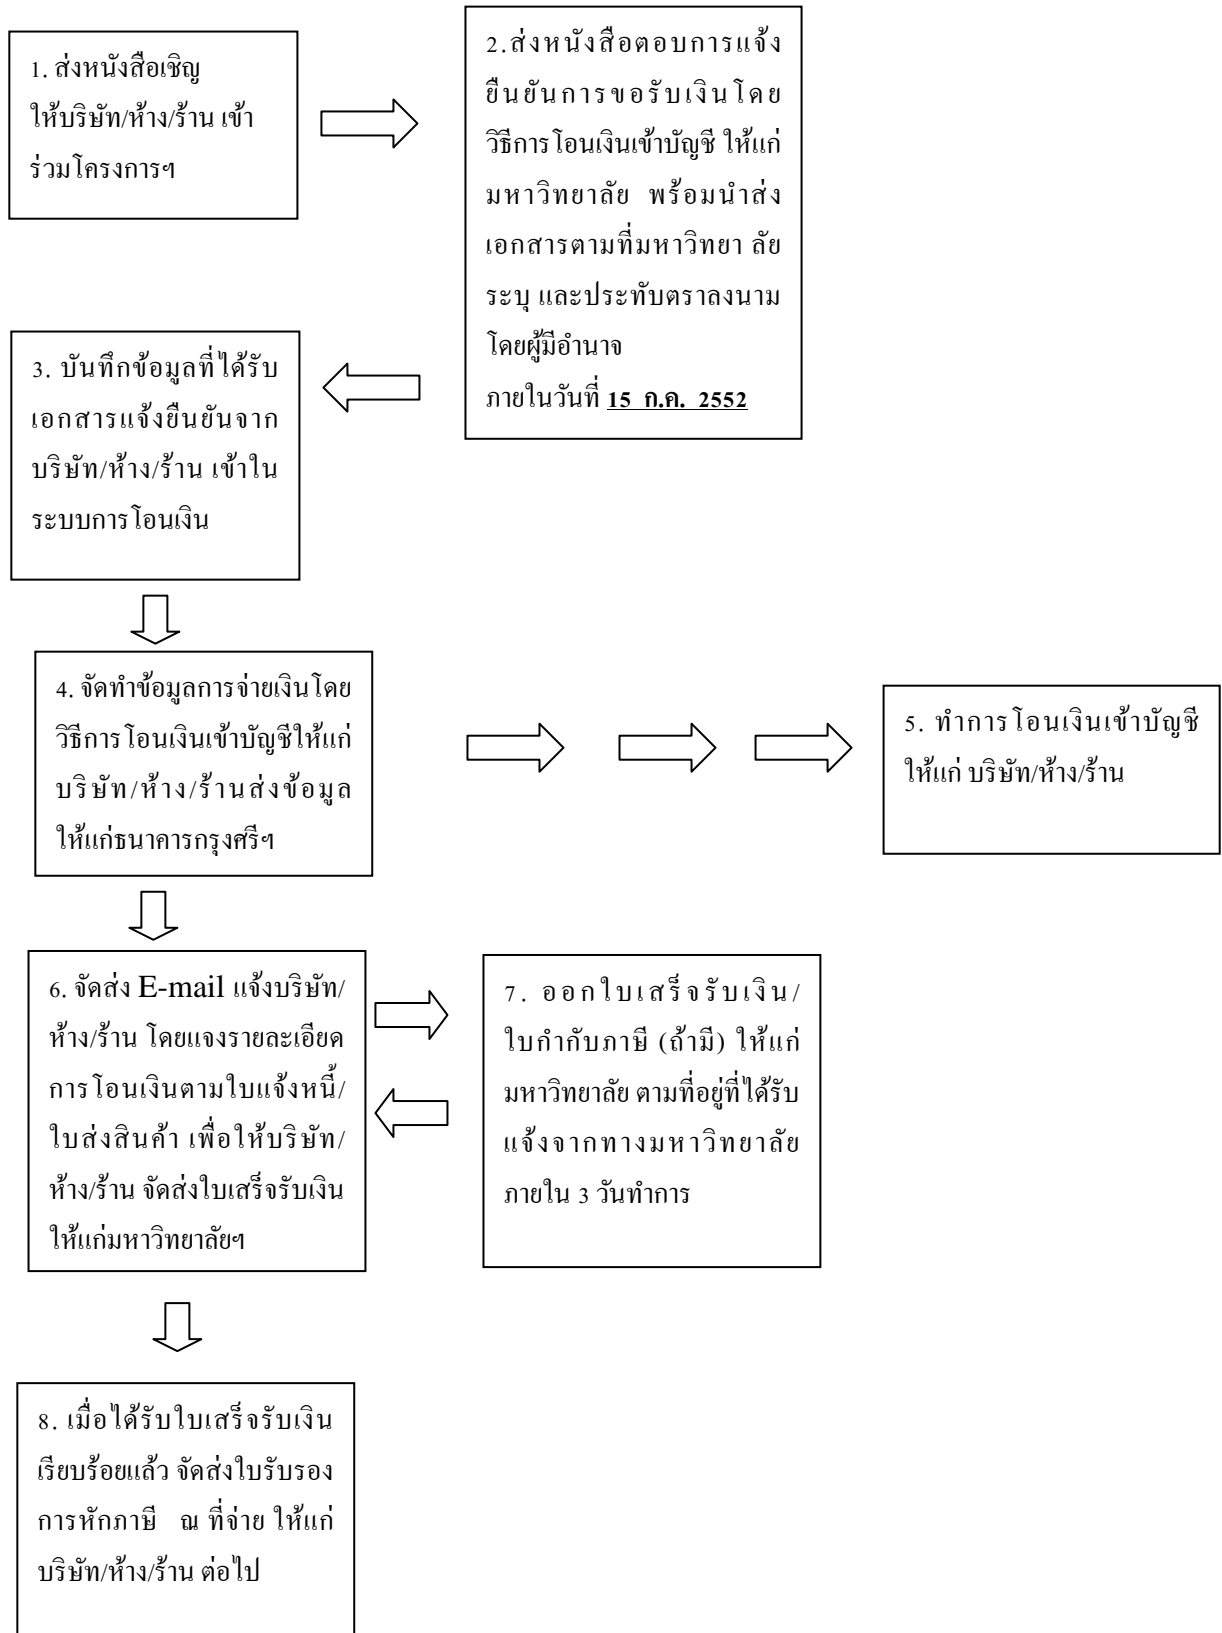 1. ส่งหนังสือเชิญ
ให้บริษัท/ห้าง/ร้าน เข้า
ร่วมโครงการฯ
2.ส่งหนังสือตอบการแจ้ง
ยืนยันการขอรับเงินโดย
วิธีการโอนเงินเข้าบัญชี ให้แก่
มหาวิทยาลัย พร้อมนำส่ง
เอกสารตามที่มหาวิทยา ลัย
ระบุ และประทับตราลงนาม
โดยผู้มีอำนาจ
ภายในวันที่ 15 ก.ค. 2552
3. บันทึกข้อมูลที่ได้รับ
เอกสารแจ้งยืนยันจาก
บริษัท/ห้าง/ร้าน เข้าใน
ระบบการโอนเงิน
4. จัดทำข้อมูลการจ่ายเงินโดย
วิธีการโอนเงินเข้าบัญชีให้แก่
บริษัท/ห้าง/ร้านส่งข้อมูล
ให้แก่ธนาคารกรุงศรีฯ
5. ทำการโอนเงินเข้าบัญชี
ให้แก่ บริษัท/ห้าง/ร้าน
6. จัดส่ง E-mail แจ้งบริษัท/
ห้าง/ร้าน โดยแจงรายละเอียด
การโอนเงินตามใบแจ้งหนี้/
ใบส่งสินค้า เพื่อให้บริษัท/
ห้าง/ร้าน จัดส่งใบเสร็จรับเงิน
ให้แก่มหาวิทยาลัยฯ
7. ออกใบเสร็จรับเงิน/
ใบกำกับภาษี (ถ้ามี) ให้แก่
มหาวิทยาลัย ตามที่อยู่ที่ได้รับ
แจ้งจากทางมหาวิทยาลัย
ภายใน 3 วันทำการ
8. เมื่อได้รับใบเสร็จรับเงิน
เรียบร้อยแล้ว จัดส่งใบรับรอง
การหักภาษี ณ ที่จ่าย ให้แก่
บริษัท/ห้าง/ร้าน ต่อไป